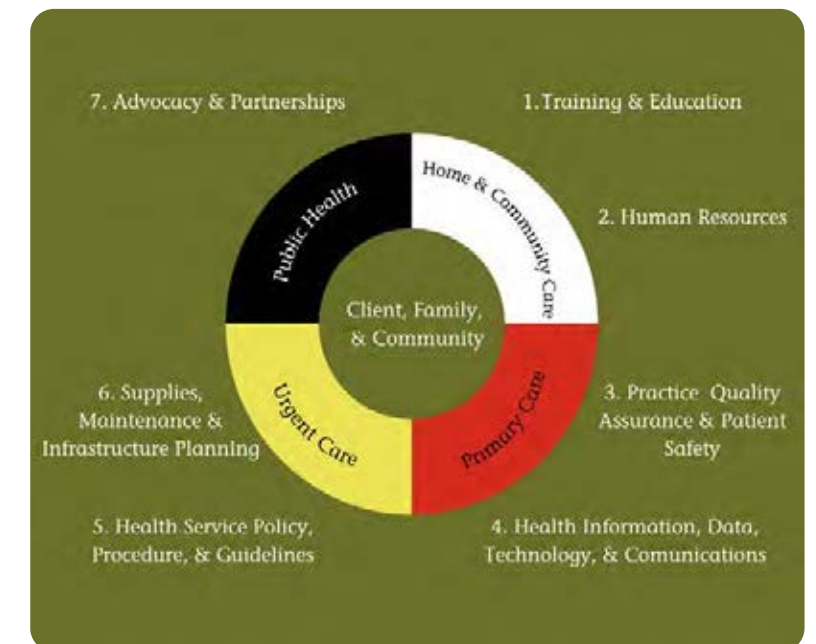 7. Advocacy & Partnerships
1.Training & Education
Public Health
Home & Community Care
2. Human Resources
Client, Family,
& Community
6. Supplies,
Maintenance &
Infrastructure Planning
Urgent Care
Primary Care
3. Practice Quality
Assurance & Patient
Safety
5. Health Service Policy,
Procedure, & Guidelines
4. Health Information, Data,
Technology, & Comunications